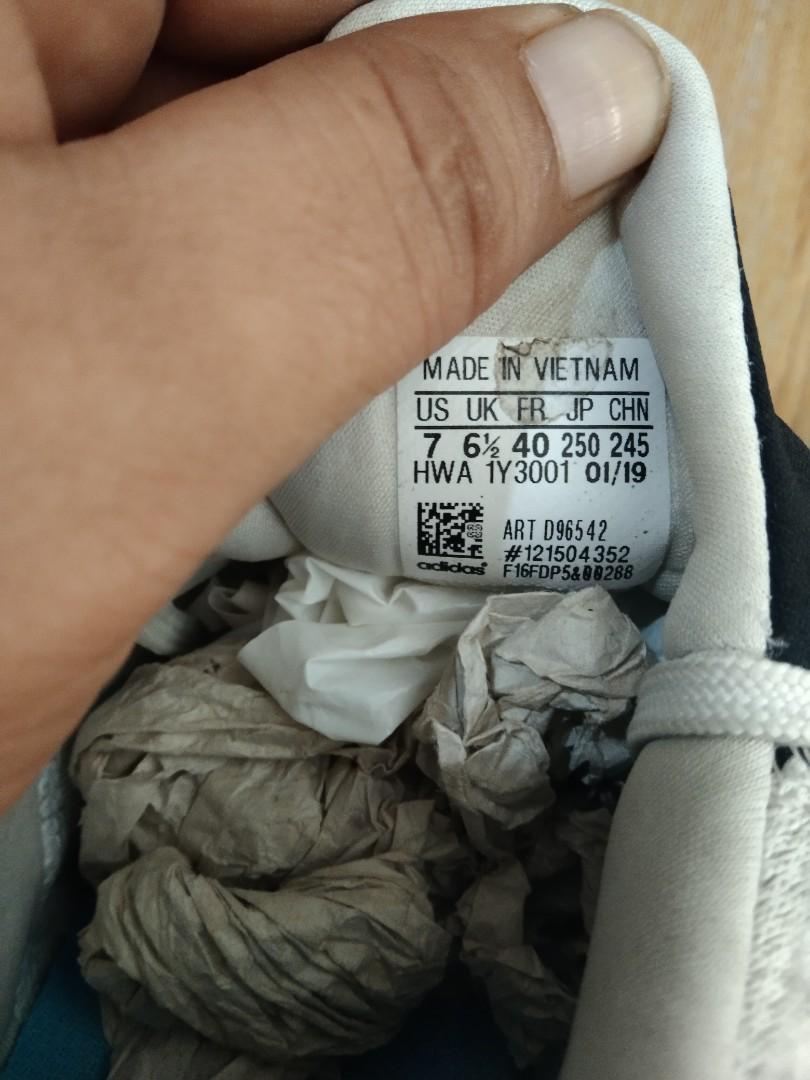 MADE IN VIETNAM
US UK FR JP CHN
7 6½ 40 250 245
HWA 1Y3001 01/19
ART D96542
#121504352
adidas®